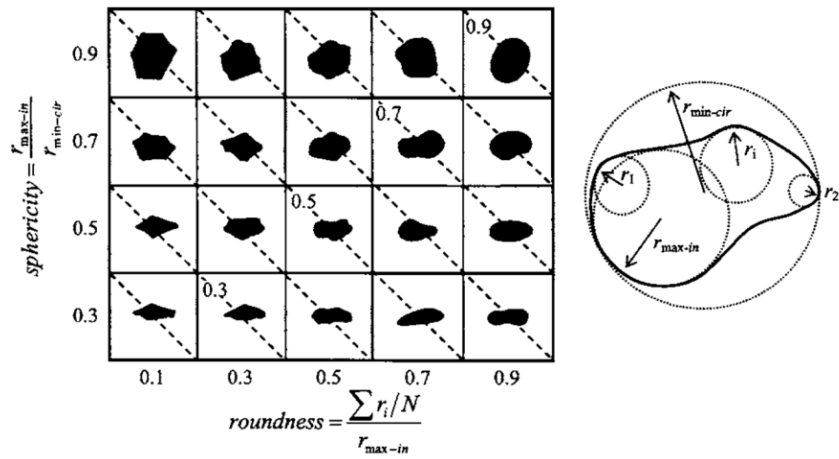 0.9
0.9
0.7
0.7
0.5
0.5
0.3
0.3
0.1 0.3 0.5 0.7 0.9
sphericity = r_max-in / r_min-cir
roundness = ∑ r_i/N / r_max-in
r_min-cir
r_i
r_1
r_2
r_max-in